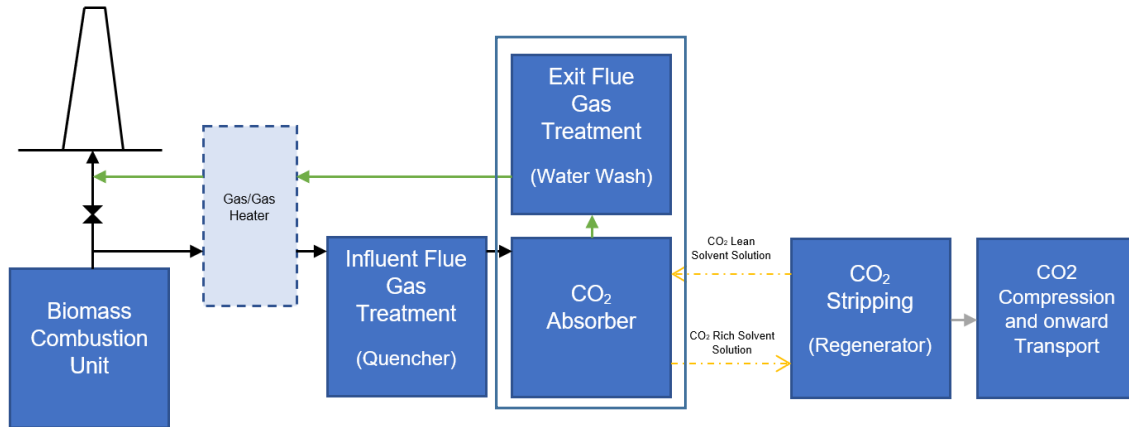 Exit Flue
Gas
Treatment
(Water Wash)
Gas/Gas
Heater
Biomass
Combustion
Unit
Influent Flue
Gas
Treatment
(Quencher)
CO₂
Absorber
CO₂ Lean
Solvent Solution
CO₂ Rich Solvent
Solution
CO₂
Stripping
(Regenerator)
CO2
Compression
and onward
Transport